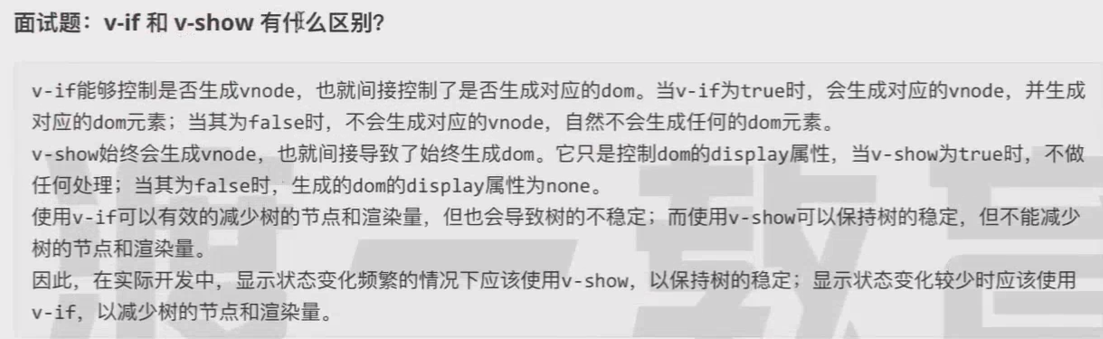 面试题：v-if 和 v-show 有什么区别?
v-if能够控制是否生成vnode，也就间接控制了是否生成对应的dom。当v-if为true时，会生成对应的vnode，并生成
对应的dom元素；当其为false时，不会生成对应的vnode，自然不会生成任何的dom元素。
v-show始终会生成vnode，也就间接导致了始终生成dom。它只是控制dom的display属性，当v-show为true时，不做
任何处理；当其为false时，生成的dom的display属性为none。
使用v-if可以有效的减少树的节点和渲染量，但也会导致树的不稳定；而使用v-show可以保持树的稳定，但不能减少
树的节点和渲染量。
因此，在实际开发中，显示状态变化频繁的情况下应该使用v-show，以保持树的稳定；显示状态变化较少时应该使用
v-if，以减少树的节点和渲染量。
渡一教育